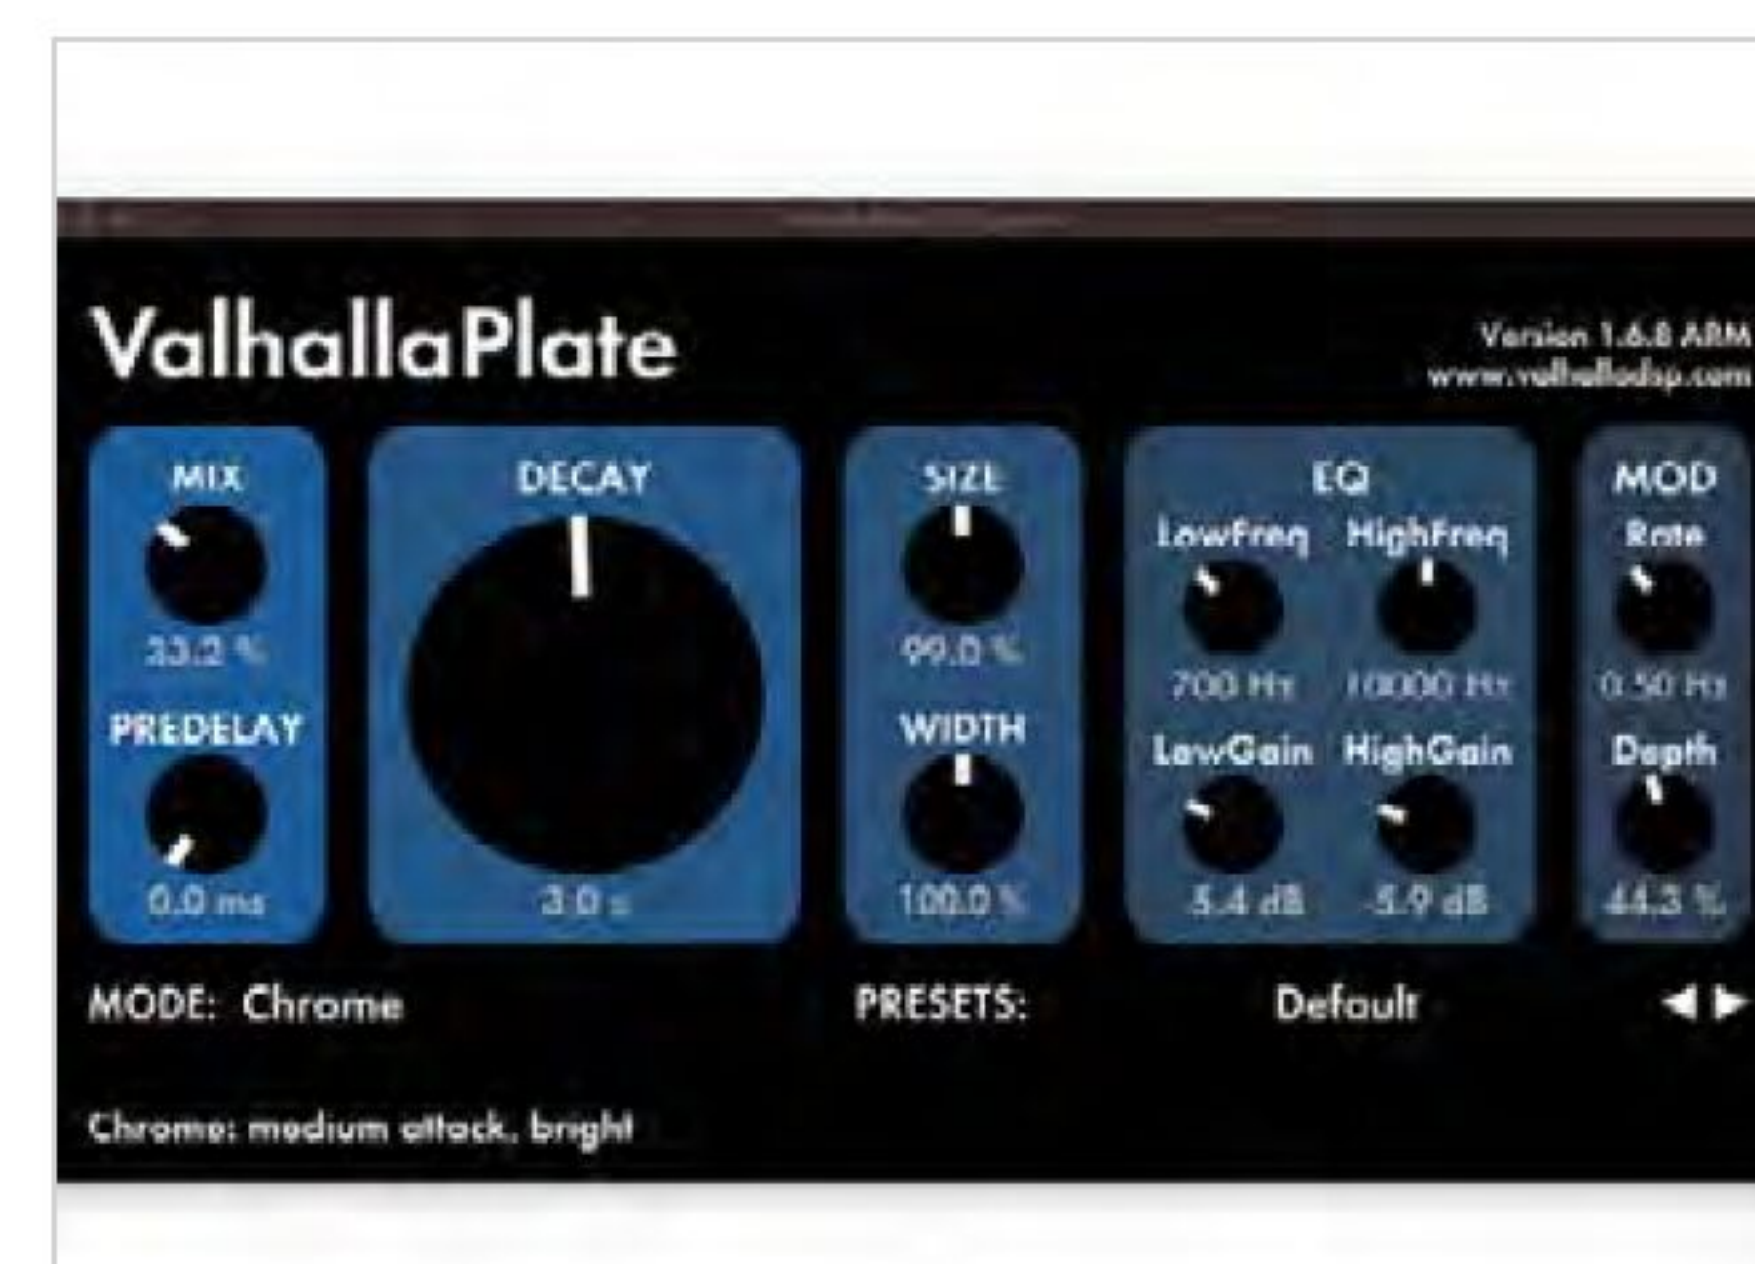 ValhallaPlate
Version 1.6.8 ARM
www.valhalladsp.com
MIX
DECAY
SIZE
EQ
MOD
LowFreq HighFreq
Rate
99.0 %
700 Hz 10000 Hz
0.50 Hz
PREDELAY
WIDTH
LowGain HighGain
Depth
0.0 ms
3.0 s
100.0 %
5.4 dB -5.9 dB
44.3 %
MODE: Chrome
PRESETS:
Default
Chrome: medium attack, bright